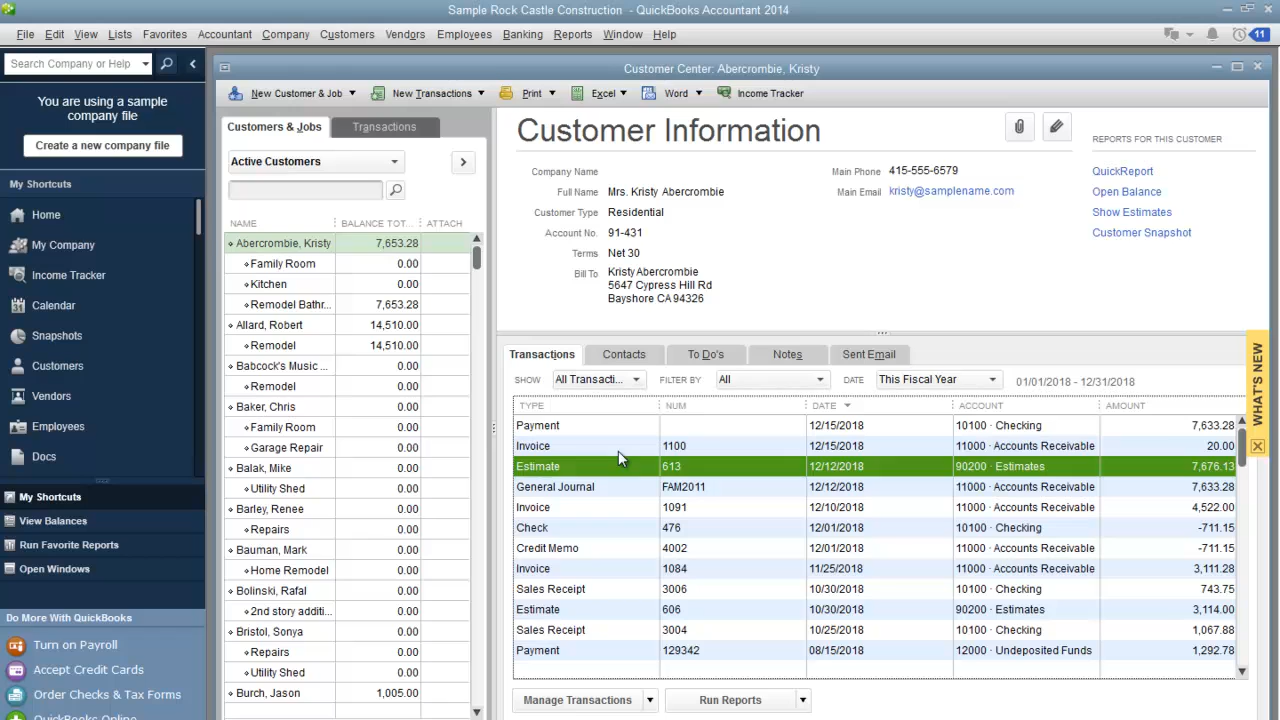 Sample Rock Castle Construction - QuickBooks Accountant 2014
File Edit View Lists Favorites Accountant Company Customers Vendors Employees Banking Reports Window Help
11
Search Company or Help
You are using a sample
company file
Create a new company file
My Shortcuts
Home
My Company
Income Tracker
Calendar
Snapshots
Customers
Vendors
Employees
Docs
My Shortcuts
View Balances
Run Favorite Reports
Open Windows
Do More With QuickBooks
Turn on Payroll
Accept Credit Cards
Order Checks & Tax Forms
QuickBooks Online
Customer Center: Abercrombie, Kristy
New Customer & Job New Transactions Print Excel Word Income Tracker
Customers & Jobs Transactions
Active Customers
NAME BALANCE TOT... ATTACH
Abercrombie, Kristy 7,653.28
Family Room 0.00
Kitchen 0.00
Remodel Bathr... 7,653.28
Allard, Robert 14,510.00
Remodel 14,510.00
Babcock's Music ... 0.00
Remodel 0.00
Baker, Chris 0.00
Family Room 0.00
Garage Repair 0.00
Balak, Mike 0.00
Utility Shed 0.00
Barley, Renee 0.00
Repairs 0.00
Bauman, Mark 0.00
Home Remodel 0.00
Bolinski, Rafal 0.00
2nd story additi... 0.00
Bristol, Sonya 0.00
Repairs 0.00
Utility Shed 0.00
Burch, Jason 1,005.00
Customer Information
Company Name
Full Name Mrs. Kristy Abercrombie
Customer Type Residential
Account No. 91-431
Terms Net 30
Bill To Kristy Abercrombie
5647 Cypress Hill Rd
Bayshore CA 94326
Main Phone 415-555-6579
Main Email kristy@samplename.com
REPORTS FOR THIS CUSTOMER
QuickReport
Open Balance
Show Estimates
Customer Snapshot
Transactions Contacts To Do's Notes Sent Email
SHOW All Transacti... FILTER BY All DATE This Fiscal Year 01/01/2018 - 12/31/2018
TYPE NUM DATE ACCOUNT AMOUNT
Payment 12/15/2018 10100 · Checking 7,633.28
Invoice 1100 12/15/2018 11000 · Accounts Receivable 20.00
Estimate 613 12/12/2018 90200 · Estimates 7,676.13
General Journal FAM2011 12/12/2018 11000 · Accounts Receivable 7,633.28
Invoice 1091 12/10/2018 11000 · Accounts Receivable 4,522.00
Check 476 12/01/2018 10100 · Checking -711.15
Credit Memo 4002 12/01/2018 11000 · Accounts Receivable -711.15
Invoice 1084 11/25/2018 11000 · Accounts Receivable 3,111.28
Sales Receipt 3006 10/30/2018 10100 · Checking 743.75
Estimate 606 10/30/2018 90200 · Estimates 3,114.00
Sales Receipt 3004 10/25/2018 10100 · Checking 1,067.88
Payment 129342 08/15/2018 12000 · Undeposited Funds 1,292.78
Manage Transactions Run Reports
WHAT'S NEW